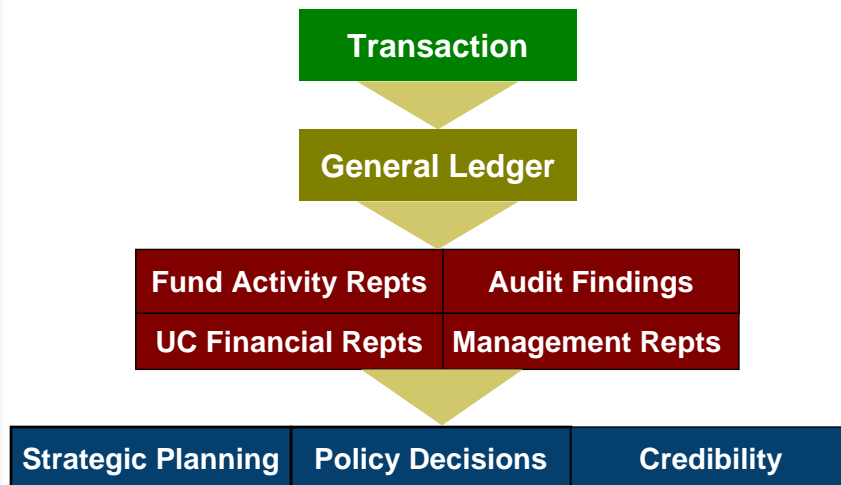 Transaction
General Ledger
Fund Activity Repts
Audit Findings
UC Financial Repts
Management Repts
Strategic Planning
Policy Decisions
Credibility